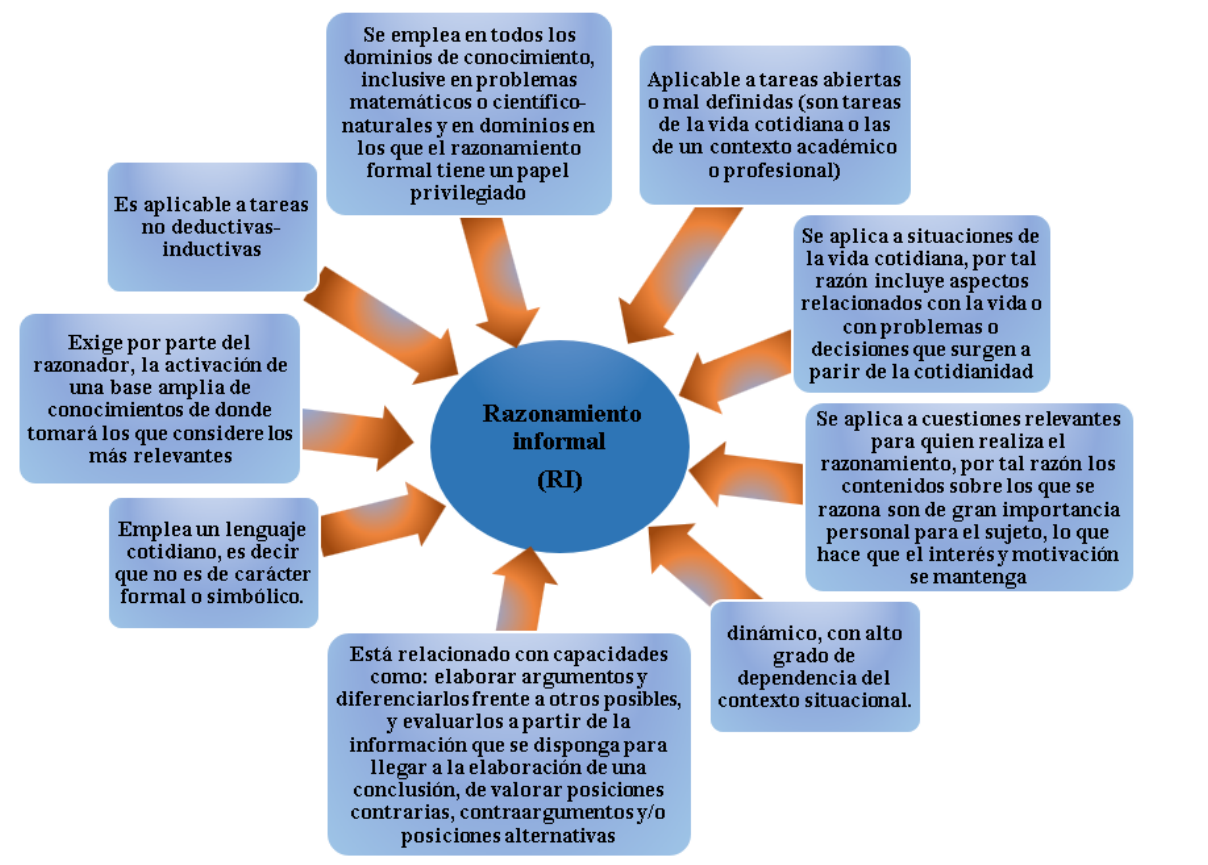 Se emplea en todos los
dominios de conocimiento,
inclusive en problemas
matemáticos o científico-
naturales y en dominios en
los que el razonamiento
formal tiene un papel
privilegiado
Aplicable a tareas abiertas
o mal definidas (son tareas
de la vida cotidiana o las
de un contexto académico
o profesional)
Es aplicable a tareas
no deductivas-
inductivas
Se aplica a situaciones de
la vida cotidiana, por tal
razón incluye aspectos
relacionados con la vida o
con problemas o
decisiones que surgen a
parir de la cotidianidad
Exige por parte del
razonador, la activación de
una base amplia de
conocimientos de donde
tomará los que considere los
más relevantes
Razonamiento
informal
(RI)
Se aplica a cuestiones relevantes
para quien realiza el
razonamiento, por tal razón los
contenidos sobre los que se
razona son de gran importancia
personal para el sujeto, lo que
hace que el interés y motivación
se mantenga
Emplea un lenguaje
cotidiano, es decir
que no es de carácter
formal o simbólico.
dinámico, con alto
grado de
dependencia del
contexto situacional.
Está relacionado con capacidades
como: elaborar argumentos y
diferenciarlos frente a otros posibles,
y evaluarlos a partir de la
información que se disponga para
llegar a la elaboración de una
conclusión, de valorar posiciones
contrarias, contraargumentos y/o
posiciones alternativas